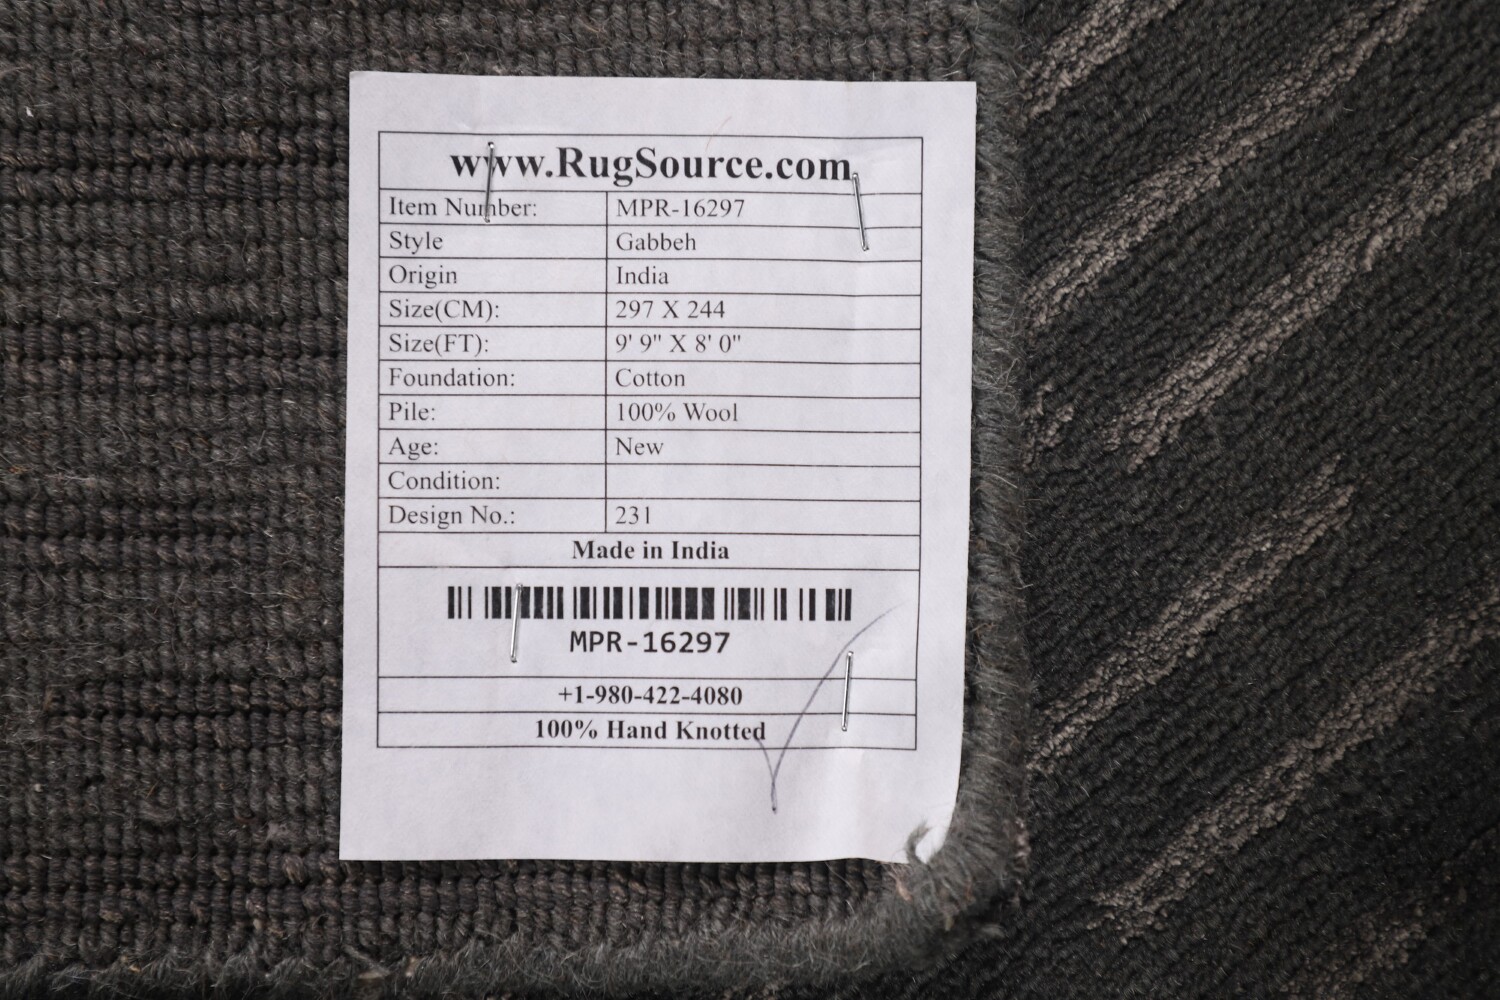 www.RugSource.com
Item Number: MPR-16297
Style Gabbeh
Origin India
Size(CM): 297 X 244
Size(FT): 9' 9" X 8' 0"
Foundation: Cotton
Pile: 100% Wool
Age: New
Condition:
Design No.: 231
Made in India
MPR-16297
+1-980-422-4080
100% Hand Knotted